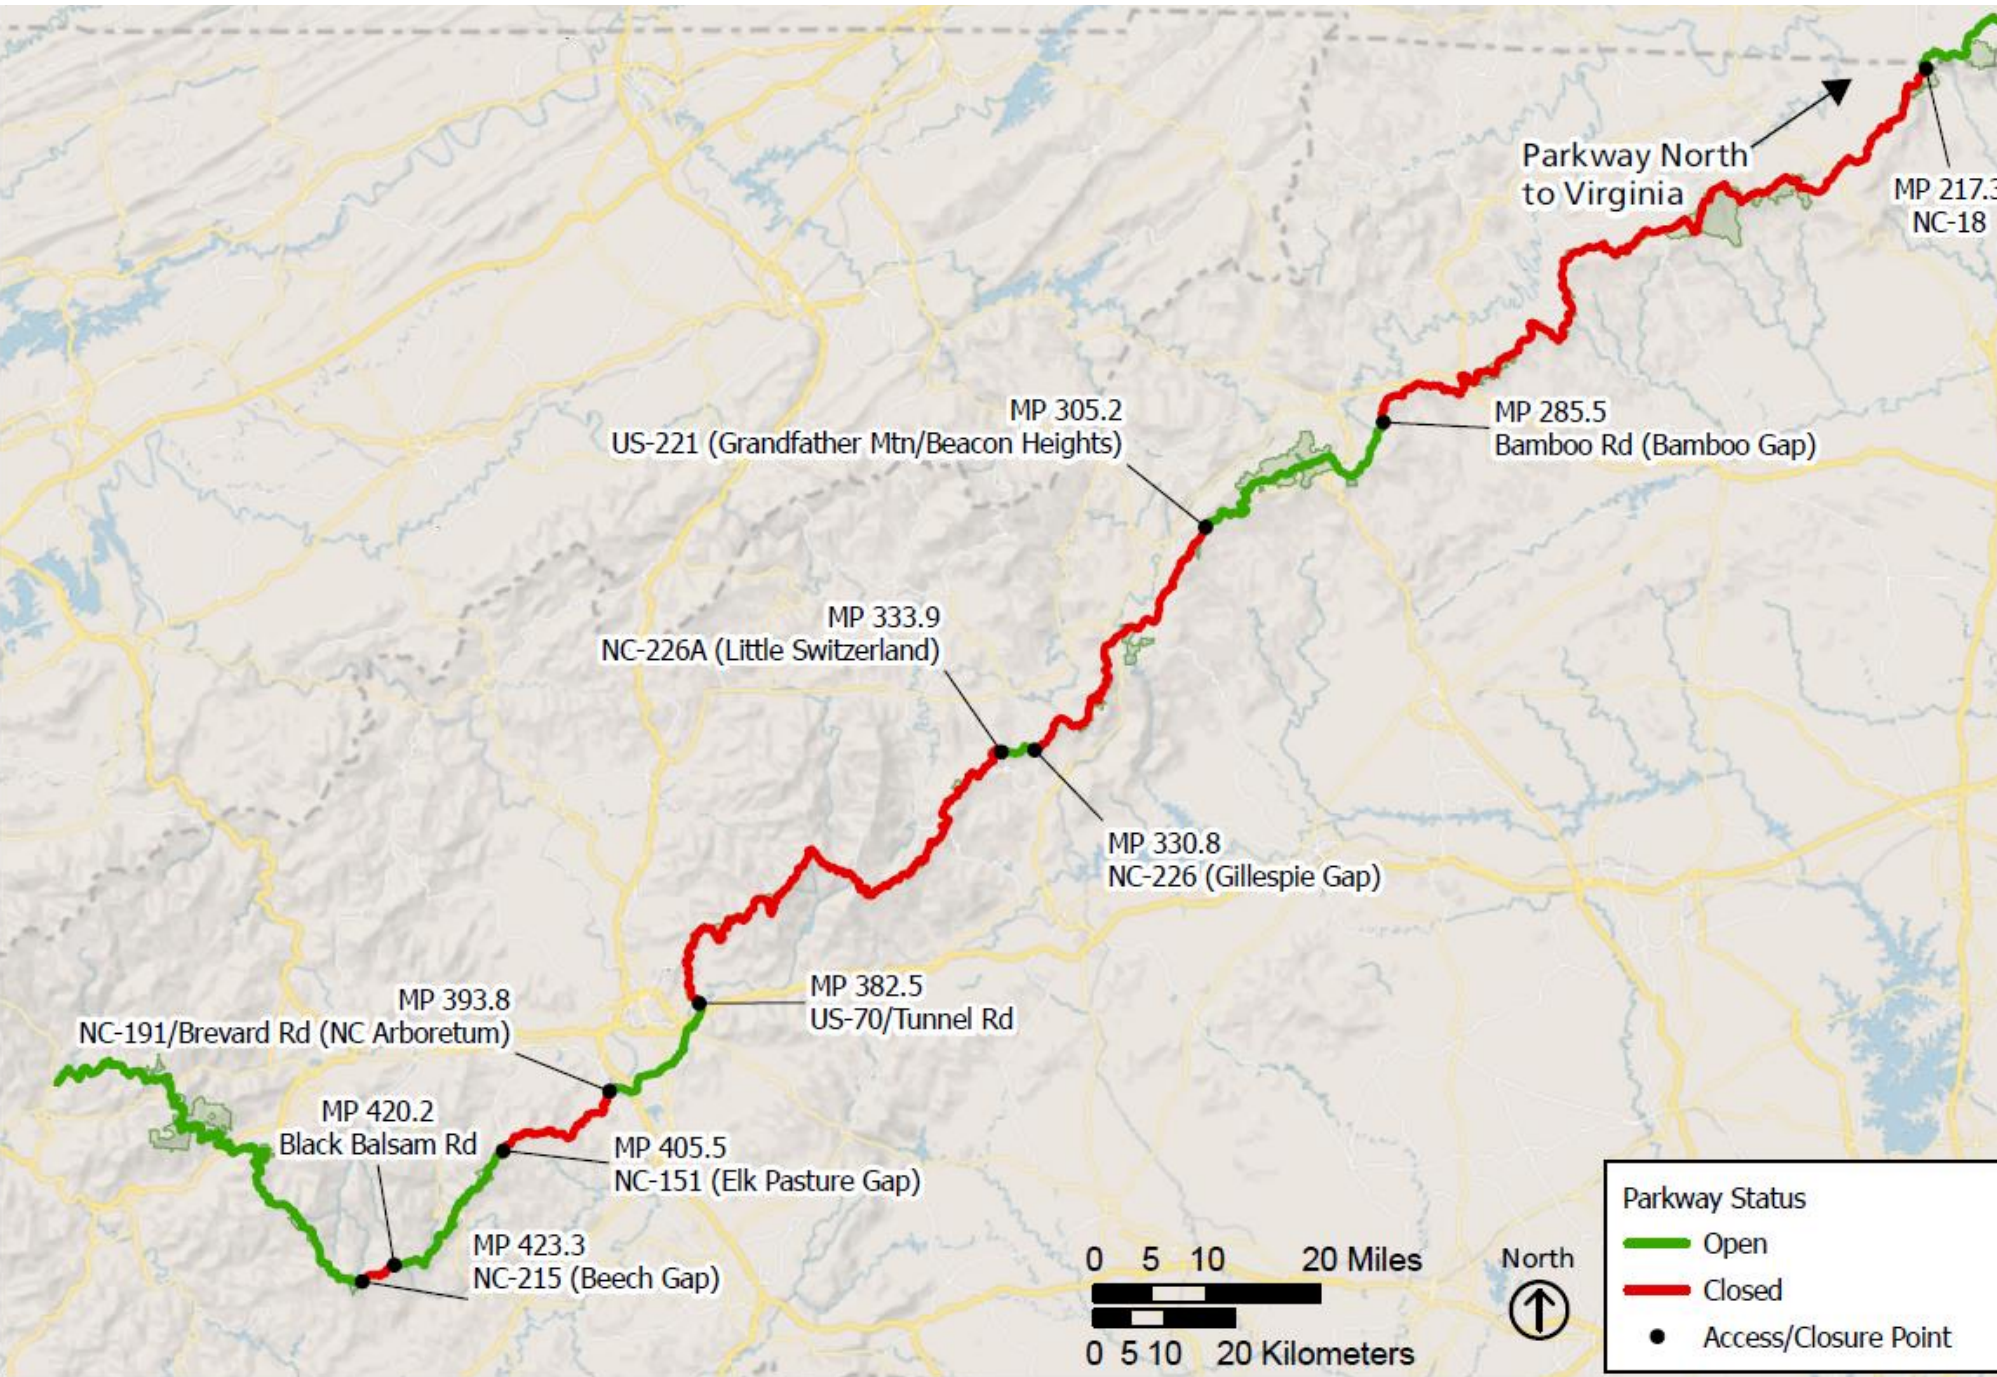 Parkway North
to Virginia
MP 217.3
NC-18
MP 305.2
US-221 (Grandfather Mtn/Beacon Heights)
MP 285.5
Bamboo Rd (Bamboo Gap)
MP 333.9
NC-226A (Little Switzerland)
MP 330.8
NC-226 (Gillespie Gap)
MP 393.8
NC-191/Brevard Rd (NC Arboretum)
MP 382.5
US-70/Tunnel Rd
MP 420.2
Black Balsam Rd
MP 405.5
NC-151 (Elk Pasture Gap)
MP 423.3
NC-215 (Beech Gap)
0 5 10 20 Miles
0 5 10 20 Kilometers
North
Parkway Status
Open
Closed
Access/Closure Point